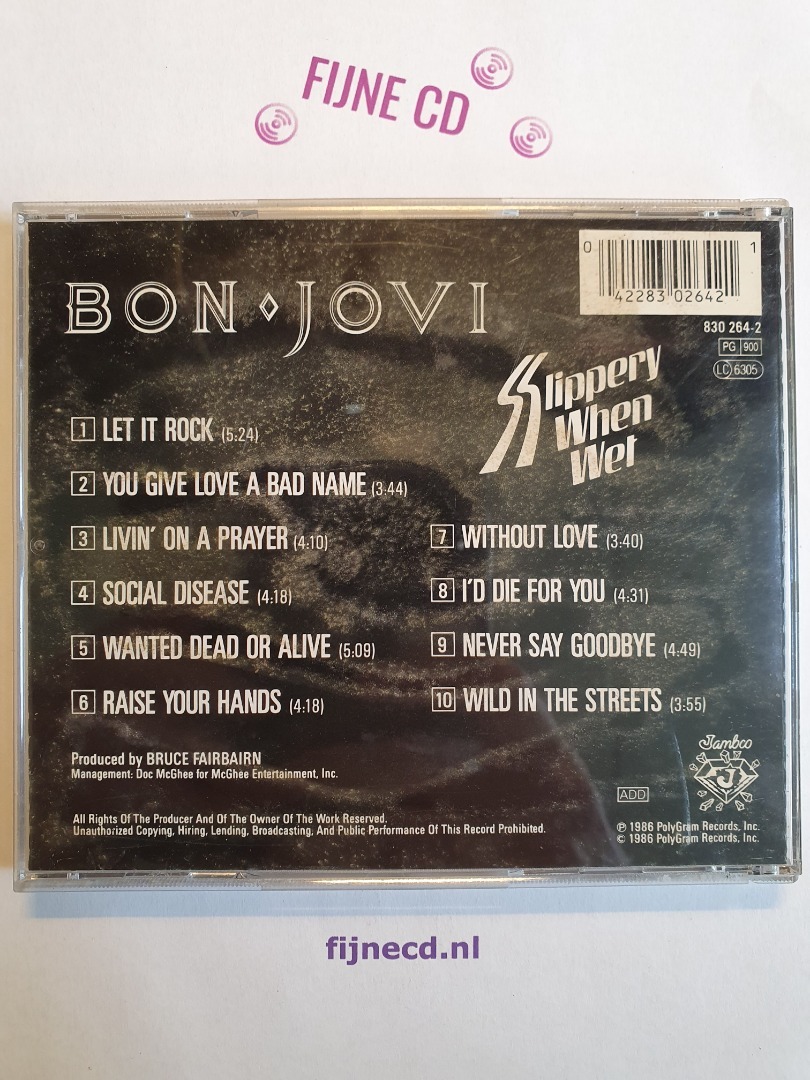 FIJNE CD
BON JOVI
0 42283 02642 1
830 264-2
PG 900
LC 6305
Slippery
When
Wet
1 LET IT ROCK (5:24)
2 YOU GIVE LOVE A BAD NAME (3:44)
3 LIVIN' ON A PRAYER (4:10)
4 SOCIAL DISEASE (4:18)
5 WANTED DEAD OR ALIVE (5:09)
6 RAISE YOUR HANDS (4:18)
7 WITHOUT LOVE (3:40)
8 I'D DIE FOR YOU (4:31)
9 NEVER SAY GOODBYE (4:49)
10 WILD IN THE STREETS (3:55)
Produced by BRUCE FAIRBAIRN
Management: Doc McGhee for McGhee Entertainment, Inc.
All Rights Of The Producer And Of The Owner Of The Work Reserved.
Unauthorized Copying, Hiring, Lending, Broadcasting, And Public Performance Of This Record Prohibited.
ADD
Jambco
J
℗ 1986 PolyGram Records, Inc.
© 1986 PolyGram Records, Inc.
fijnecd.nl